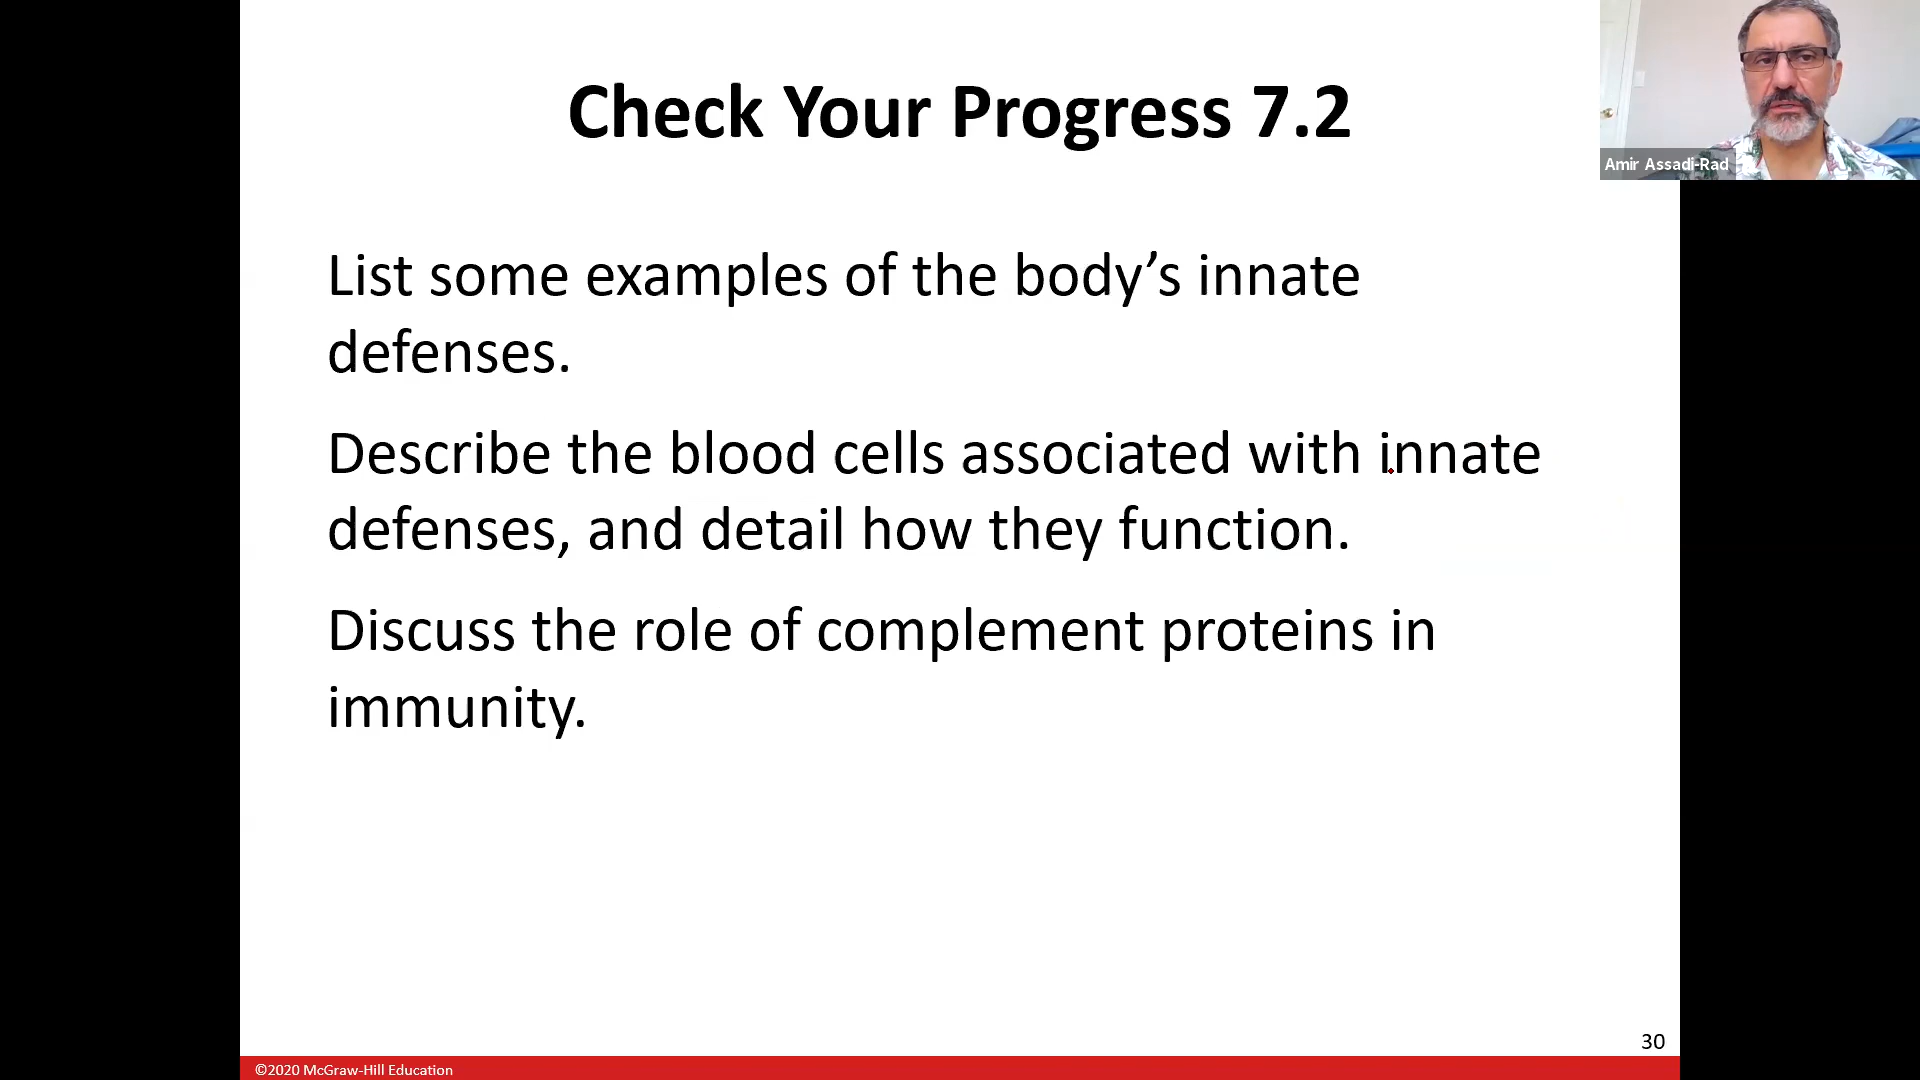 Check Your Progress 7.2
Amir Assadi-Rad
List some examples of the body’s innate
defenses.
Describe the blood cells associated with innate
defenses, and detail how they function.
Discuss the role of complement proteins in
immunity.
30
©2020 McGraw-Hill Education